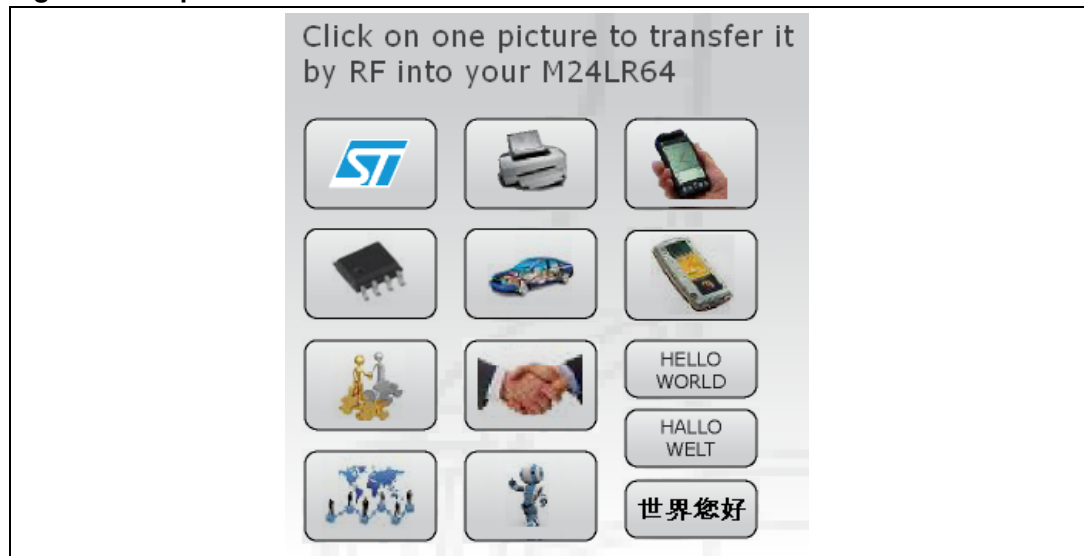 Click on one picture to transfer it
by RF into your M24LR64
ST
HELLO
WORLD
HALLO
WELT
世界您好